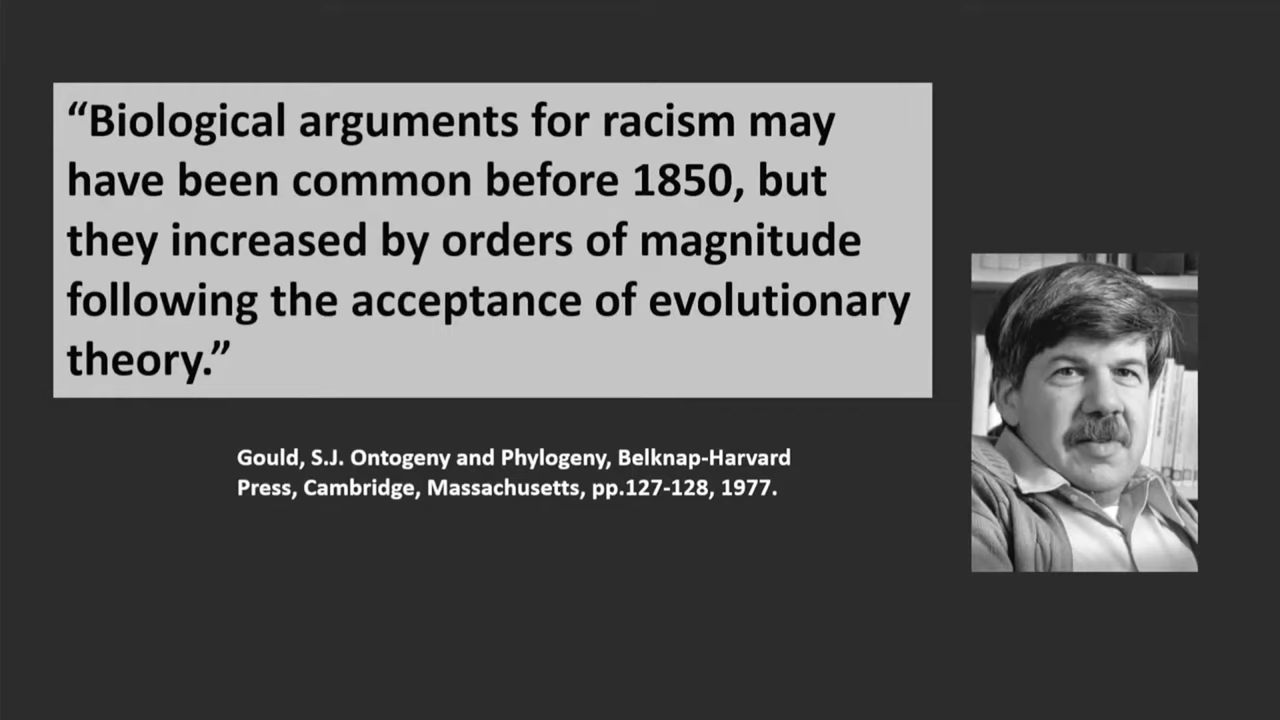 “Biological arguments for racism may
have been common before 1850, but
they increased by orders of magnitude
following the acceptance of evolutionary
theory.”
Gould, S.J. Ontogeny and Phylogeny, Belknap-Harvard
Press, Cambridge, Massachusetts, pp.127-128, 1977.